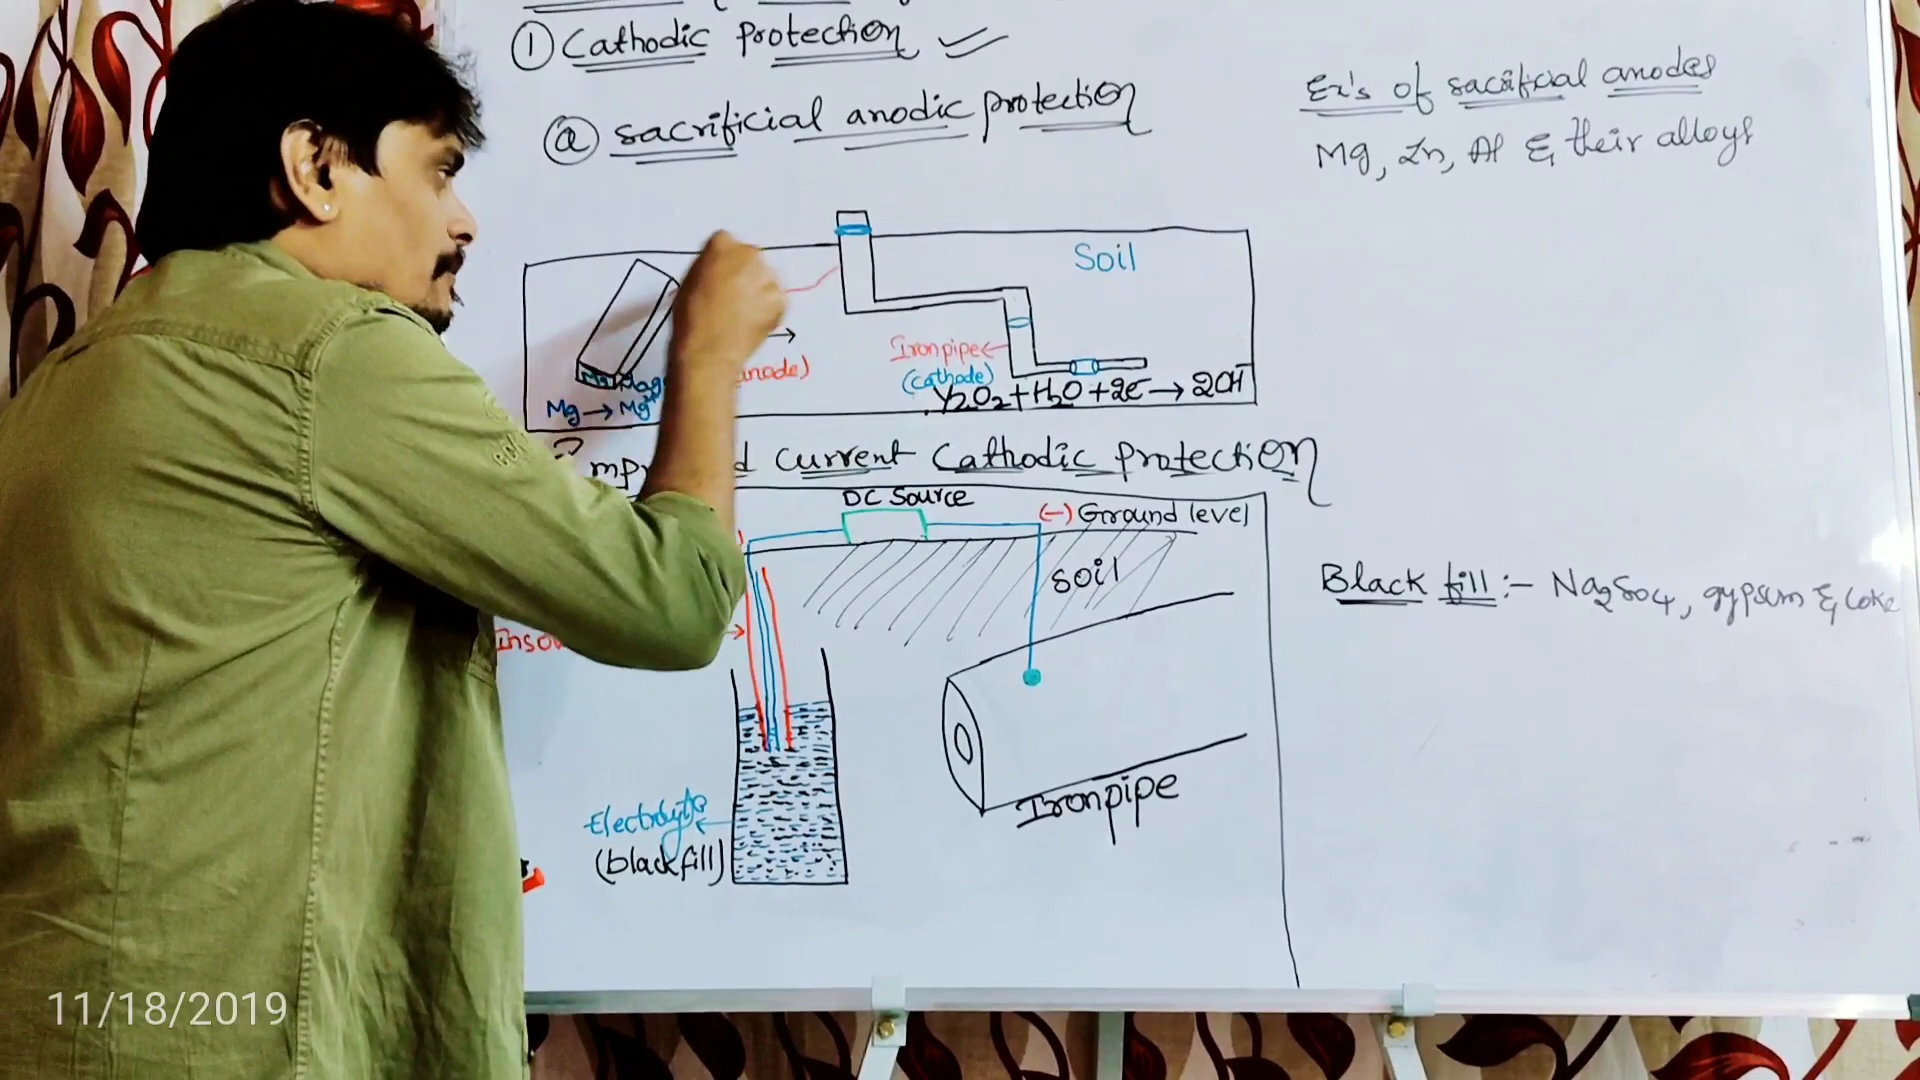 ① Cathodic protection
ⓐ sacrificial anodic protection
Ex's of sacrificial anodes
Mg, Zn, Al & their alloys
Soil
Iron pipe
(cathode)
anode)
Mg → Mg
½O₂ + H₂O + 2e⁻ → 2OH⁻
current Cathodic protection
DC Source
(-) Ground level
Soil
Black fill :- Na₂SO₄, gypsum & coke
Electrolyte
(black fill)
Iron pipe
11/18/2019